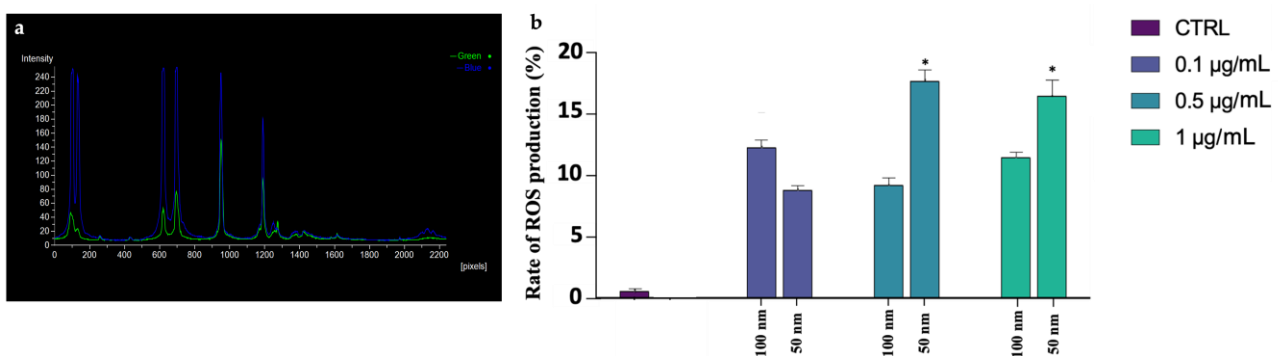 a
Intensity
Green
Blue
240
220
200
180
160
140
120
100
80
60
40
20
0
0 200 400 600 800 1000 1200 1400 1600 1800 2000 2200
[pixels]
b
Rate of ROS production (%)
20
15
10
5
0
* *
100 nm 50 nm 100 nm 50 nm 100 nm 50 nm
CTRL
0.1 µg/mL
0.5 µg/mL
1 µg/mL